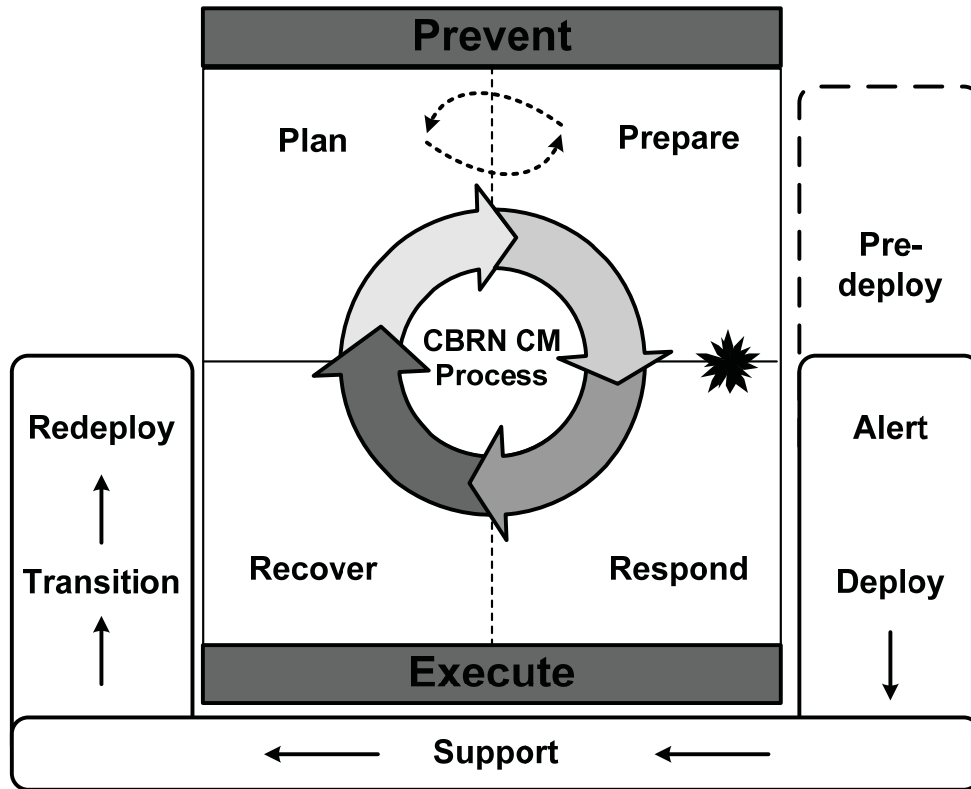 Prevent
Plan
Prepare
Pre-
deploy
CBRN CM
Process
Redeploy
Alert
Transition
Recover
Respond
Deploy
Execute
Support